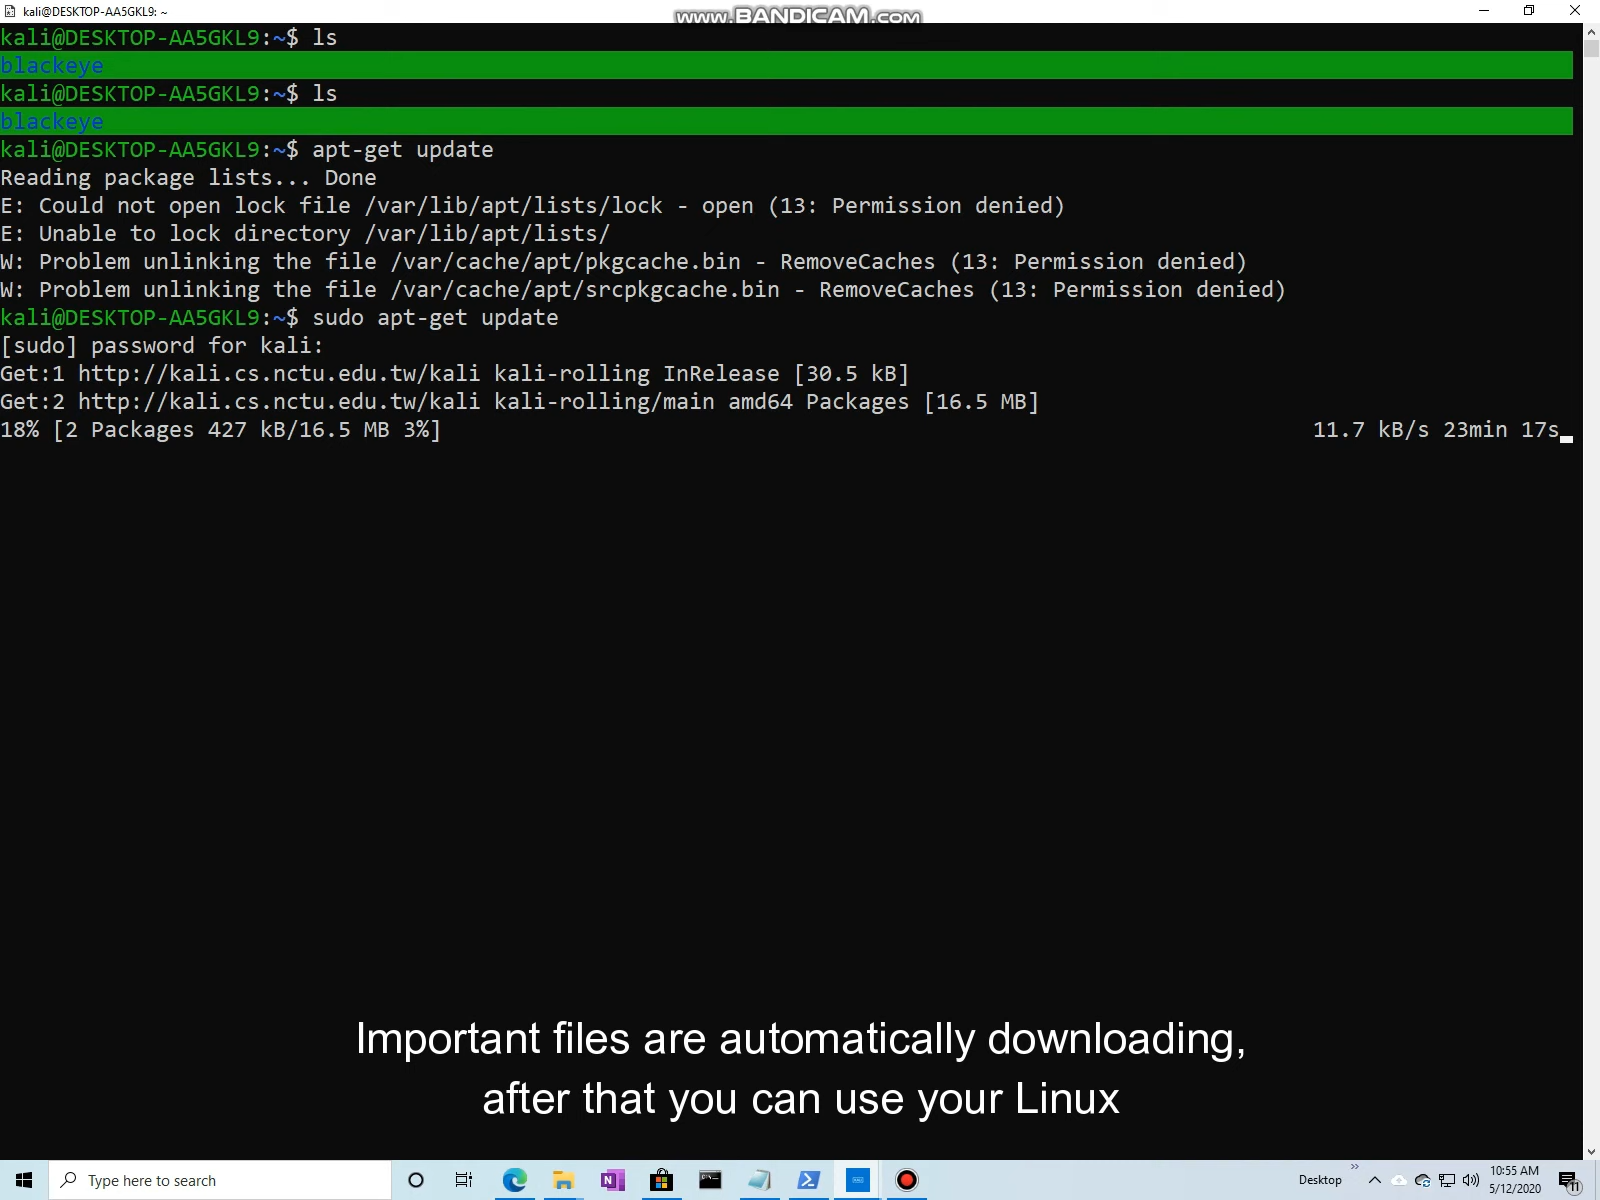 kali@DESKTOP-AA5GKL9: ~
www.BANDICAM.com
kali@DESKTOP-AA5GKL9:~$ ls
blackeye
kali@DESKTOP-AA5GKL9:~$ ls
blackeye
kali@DESKTOP-AA5GKL9:~$ apt-get update
Reading package lists... Done
E: Could not open lock file /var/lib/apt/lists/lock - open (13: Permission denied)
E: Unable to lock directory /var/lib/apt/lists/
W: Problem unlinking the file /var/cache/apt/pkgcache.bin - RemoveCaches (13: Permission denied)
W: Problem unlinking the file /var/cache/apt/srcpkgcache.bin - RemoveCaches (13: Permission denied)
kali@DESKTOP-AA5GKL9:~$ sudo apt-get update
[sudo] password for kali:
Get:1 http://kali.cs.nctu.edu.tw/kali kali-rolling InRelease [30.5 kB]
Get:2 http://kali.cs.nctu.edu.tw/kali kali-rolling/main amd64 Packages [16.5 MB]
18% [2 Packages 427 kB/16.5 MB 3%] 11.7 kB/s 23min 17s
Important files are automatically downloading,
after that you can use your Linux
Type here to search
Desktop
10:55 AM
5/12/2020
11